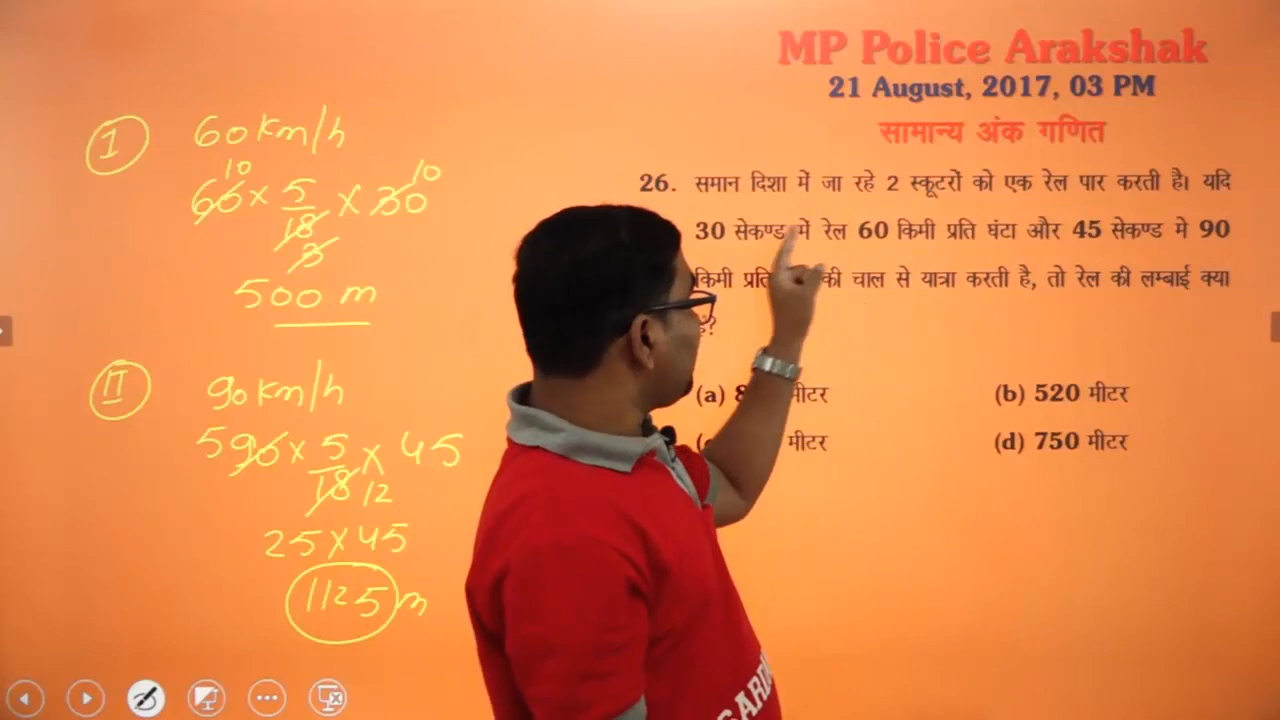 MP Police Arakshak
21 August, 2017, 03 PM
सामान्य अंक गणित
26. समान दिशा में जा रहे 2 स्कूटरों को एक रेल पार करती है। यदि
30 सेकण्ड में रेल 60 किमी प्रति घंटा और 45 सेकण्ड मे 90
किमी प्रति की चाल से यात्रा करती है, तो रेल की लम्बाई क्या
(a) मीटर (b) 520 मीटर
मीटर (d) 750 मीटर
I 60 km/h
10 10
60 × 5/18 × 30
3
500 m
II 90 km/h
5 90 × 5/18 × 45
12
25 × 45
1125 m